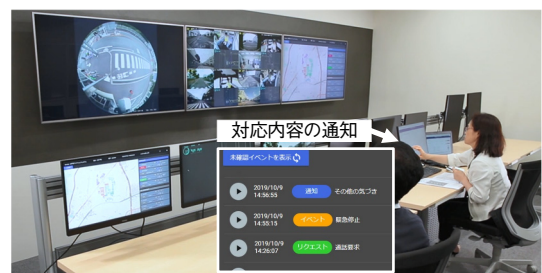 対応内容の通知
未確認イベントを表示
2019/10/9
14:56:55
通知
その他の気づき
2019/10/9
14:55:15
イベント
緊急停止
2019/10/9
14:26:07
リクエスト
通話要求